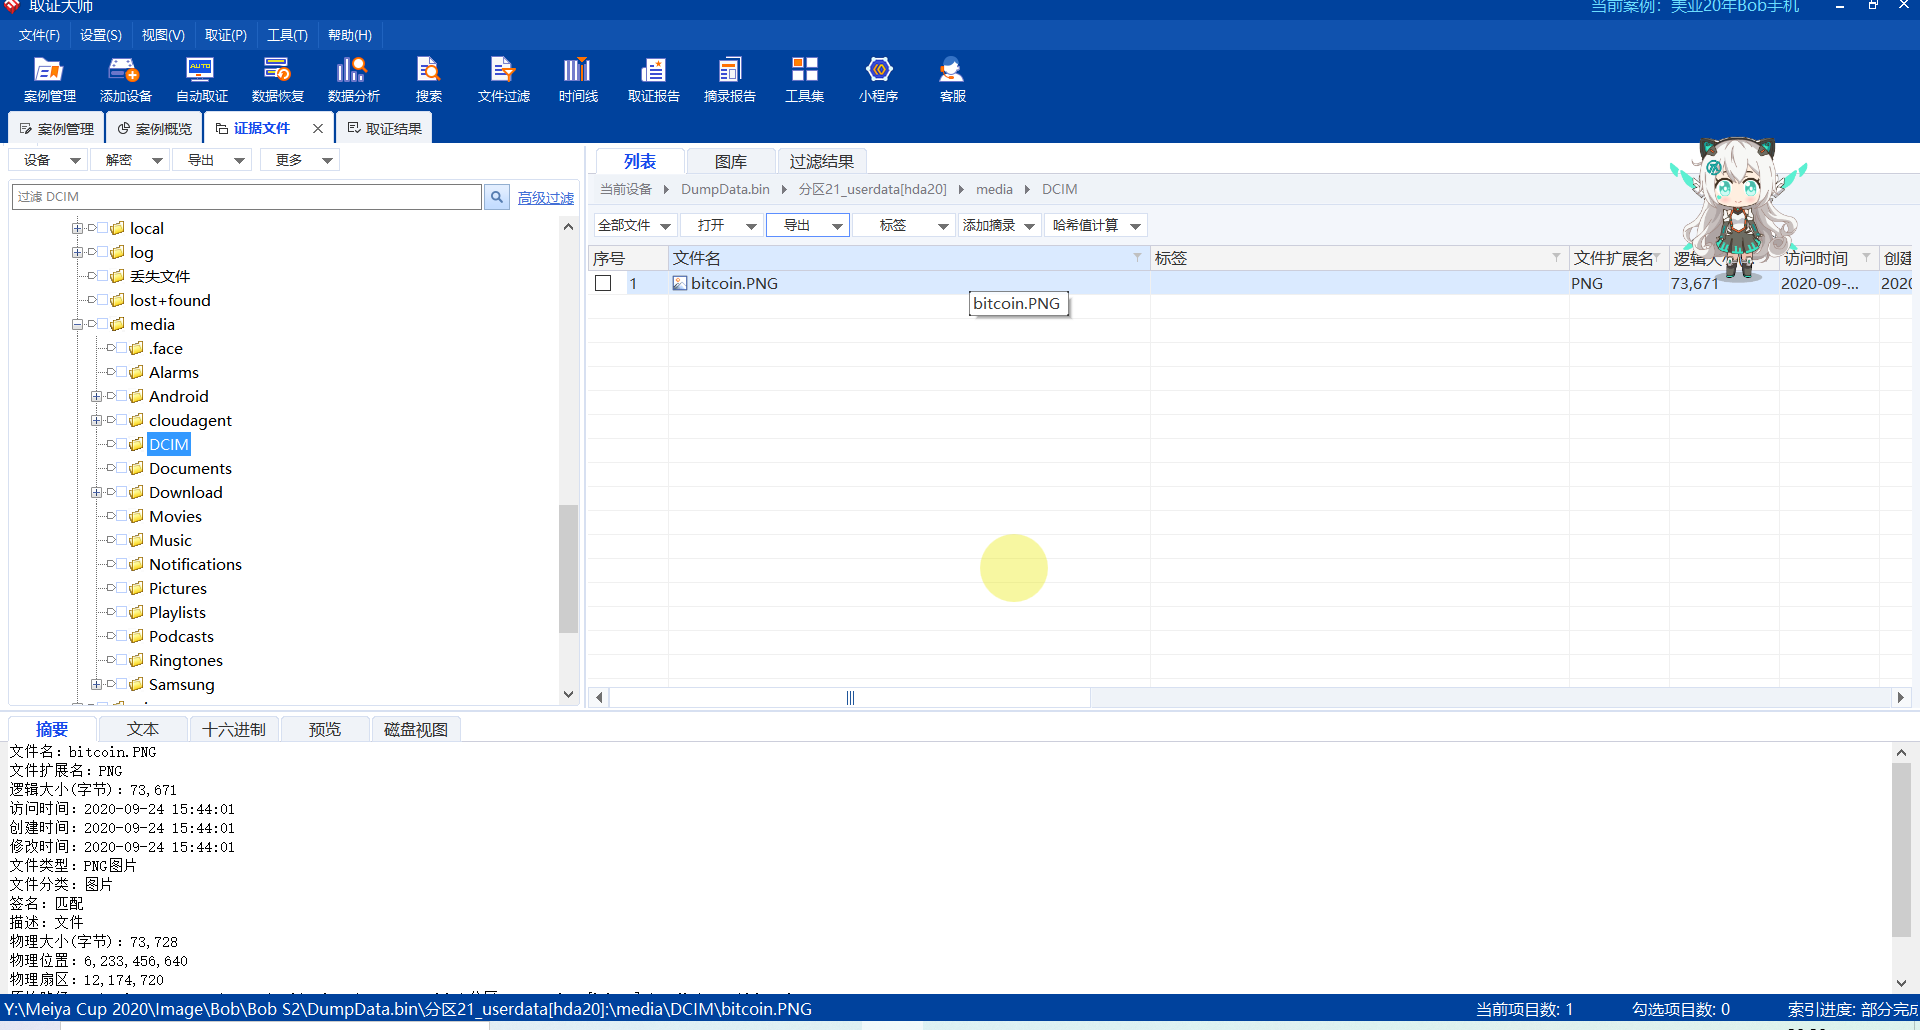 取证大师
当前案例：美亚20年Bob手机
文件(F) 设置(S) 视图(V) 取证(P) 工具(T) 帮助(H)
案例管理 添加设备 自动取证 数据恢复 数据分析 搜索 文件过滤 时间线 取证报告 摘录报告 工具集 小程序 客服
案例管理 案例概览 证据文件 取证结果
设备 解密 导出 更多
过滤 DCIM 高级过滤
local
log
丢失文件
lost+found
media
.face
Alarms
Android
cloudagent
DCIM
Documents
Download
Movies
Music
Notifications
Pictures
Playlists
Podcasts
Ringtones
Samsung
列表 图库 过滤结果
当前设备 DumpData.bin 分区21_userdata[hda20] media DCIM
全部文件 打开 导出 标签 添加摘录 哈希值计算
序号 文件名 标签 文件扩展名 逻辑大 访问时间 创建
1 bitcoin.PNG PNG 73,671 2020-09-... 2020
bitcoin.PNG
摘要 文本 十六进制 预览 磁盘视图
文件名：bitcoin.PNG
文件扩展名：PNG
逻辑大小(字节)：73,671
访问时间：2020-09-24 15:44:01
创建时间：2020-09-24 15:44:01
修改时间：2020-09-24 15:44:01
文件类型：PNG图片
文件分类：图片
签名：匹配
描述：文件
物理大小(字节)：73,728
物理位置：6,233,456,640
物理扇区：12,174,720
Y:\Meiya Cup 2020\Image\Bob\Bob S2\DumpData.bin\分区21_userdata[hda20]:\media\DCIM\bitcoin.PNG
当前项目数: 1 勾选项目数: 0 索引进度: 部分完成